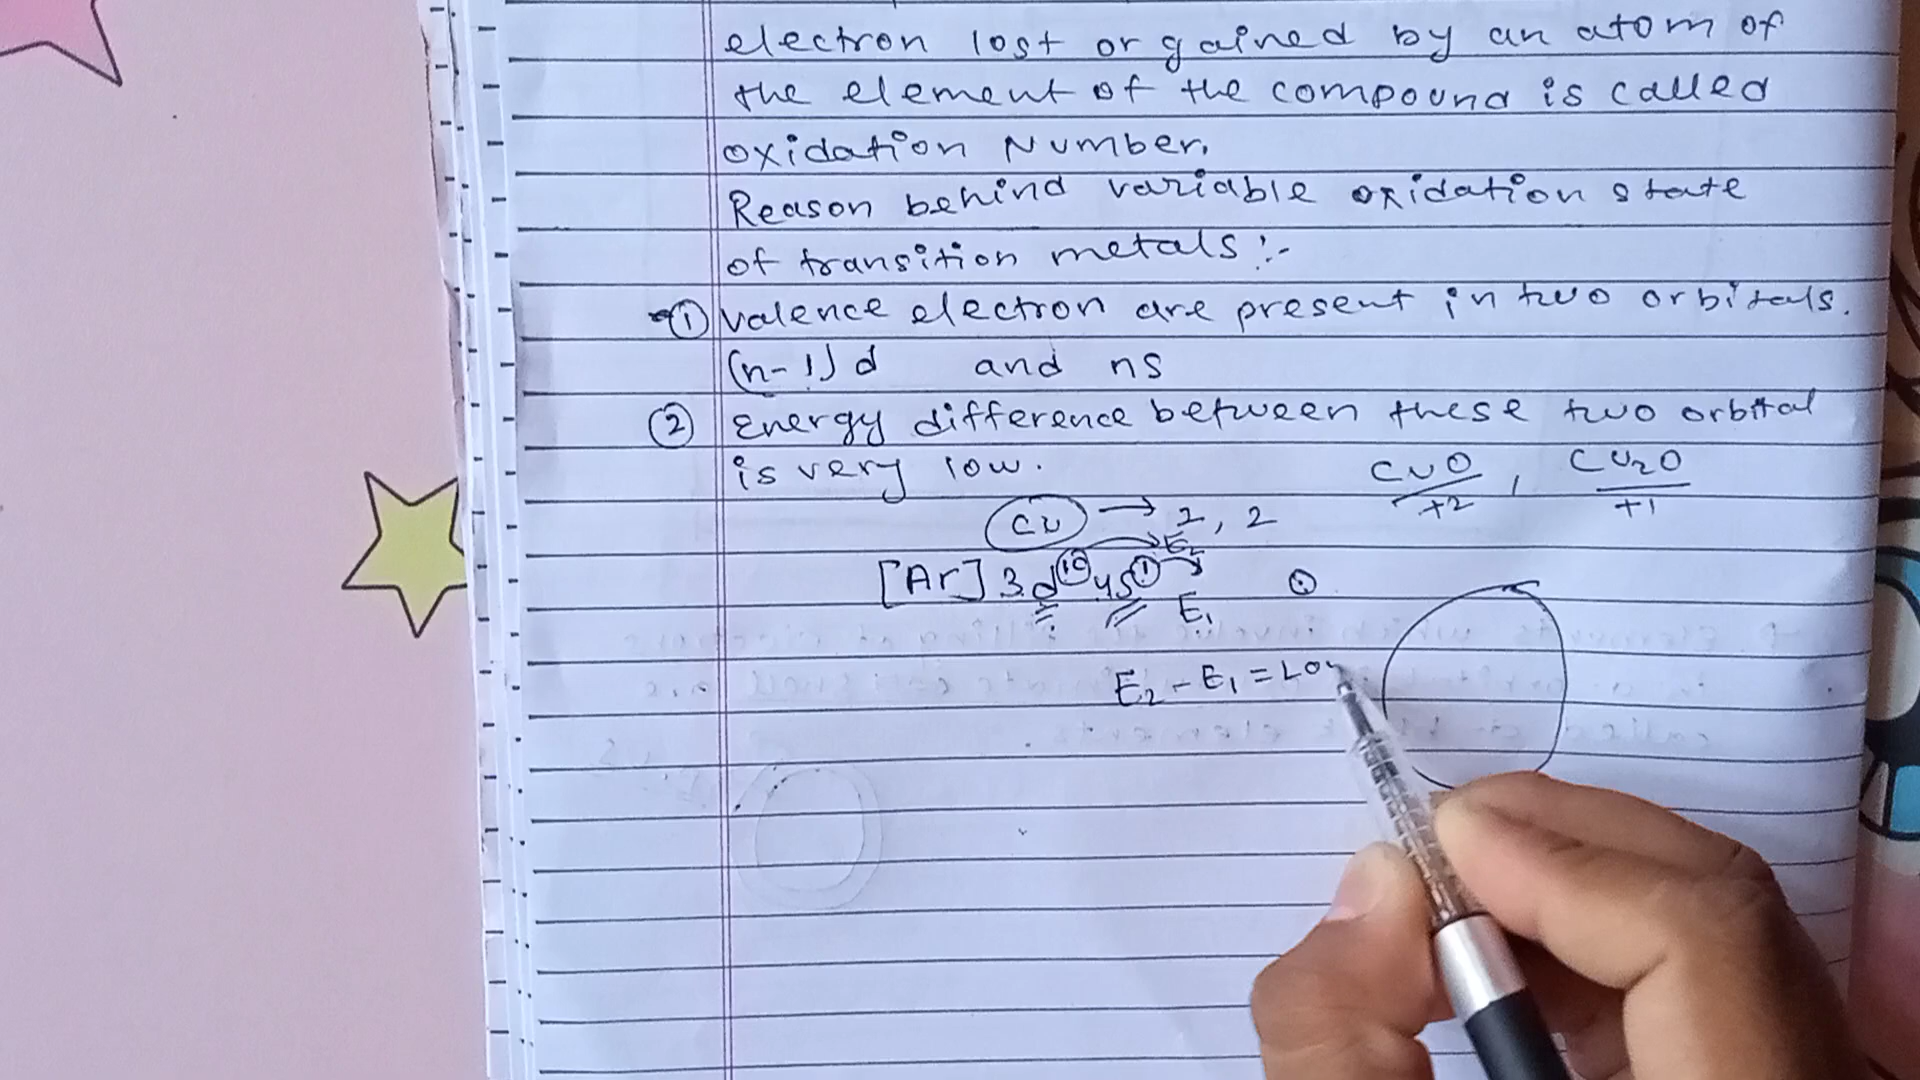 electron lost or gained by an atom of
the element of the compound is called
oxidation Number.
Reason behind variable oxidation state
of transition metals :-
① valence electron are present in two orbitals.
(n-1) d and ns
② Energy difference between these two orbital
is very low.
CuO , Cu₂O
+2 +1
Cu → 1, 2
E₂
[Ar] 3d¹⁰ 4s¹
E₁
E₂ - E₁ = Low